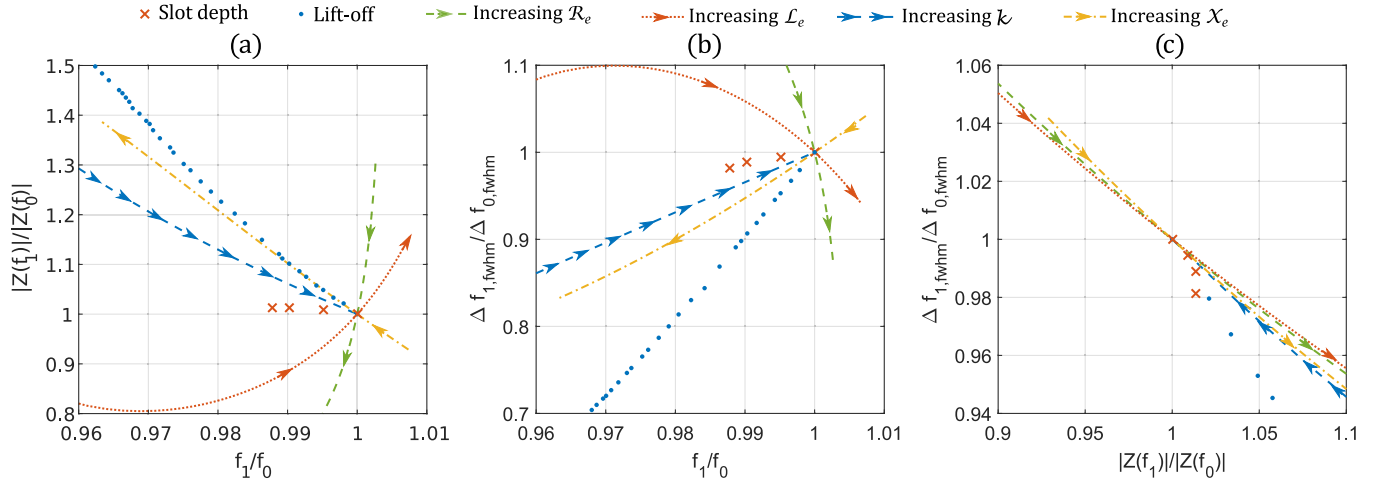 Slot depth Lift-off Increasing ℛₑ Increasing ℒₑ Increasing 𝓀 Increasing 𝒳ₑ
(a) (b) (c)
|Z(f₁)|/|Z(f₀)|
1.5
1.4
1.3
1.2
1.1
1
0.9
0.8
0.96 0.97 0.98 0.99 1 1.01
f₁/f₀
Δ f₁,fwhm/Δ f₀,fwhm
1.1
1
0.9
0.8
0.7
0.96 0.97 0.98 0.99 1 1.01
f₁/f₀
Δ f₁,fwhm/Δ f₀,fwhm
1.06
1.04
1.02
1
0.98
0.96
0.94
0.9 0.95 1 1.05 1.1
|Z(f₁)|/|Z(f₀)|